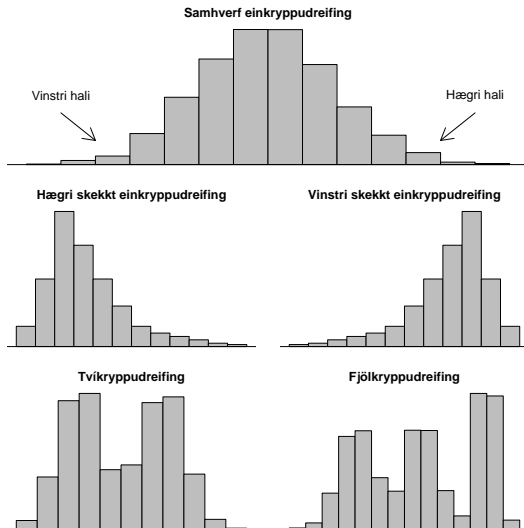 Samhverf einkryppudreifing
Vinstri hali
Hægri hali
Hægri skekkt einkryppudreifing
Vinstri skekkt einkryppudreifing
Tvíkryppudreifing
Fjölkryppudreifing